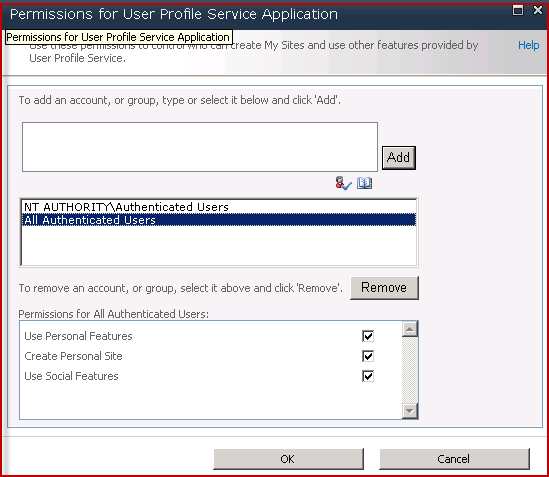 Permissions for User Profile Service Application
Permissions for User Profile Service Application
Use these permissions to control who can create My Sites and use other features provided by
User Profile Service.
Help
To add an account, or group, type or select it below and click 'Add'.
Add
NT AUTHORITY\Authenticated Users
All Authenticated Users
To remove an account, or group, select it above and click 'Remove'.
Remove
Permissions for All Authenticated Users:
Use Personal Features
Create Personal Site
Use Social Features
OK
Cancel